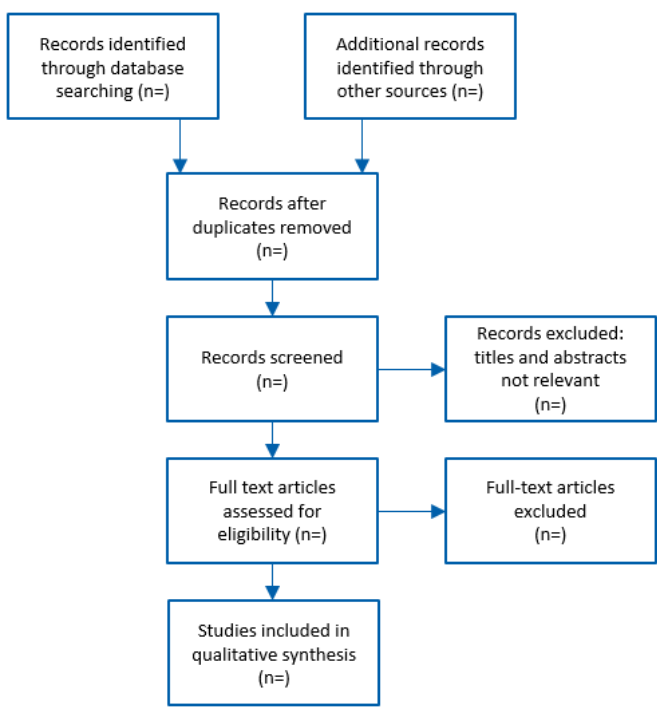 Records identified
through database
searching (n=)
Additional records
identified through
other sources (n=)
Records after
duplicates removed
(n=)
Records screened
(n=)
Records excluded:
titles and abstracts
not relevant
(n=)
Full text articles
assessed for
eligibility (n=)
Full-text articles
excluded
(n=)
Studies included in
qualitative synthesis
(n=)